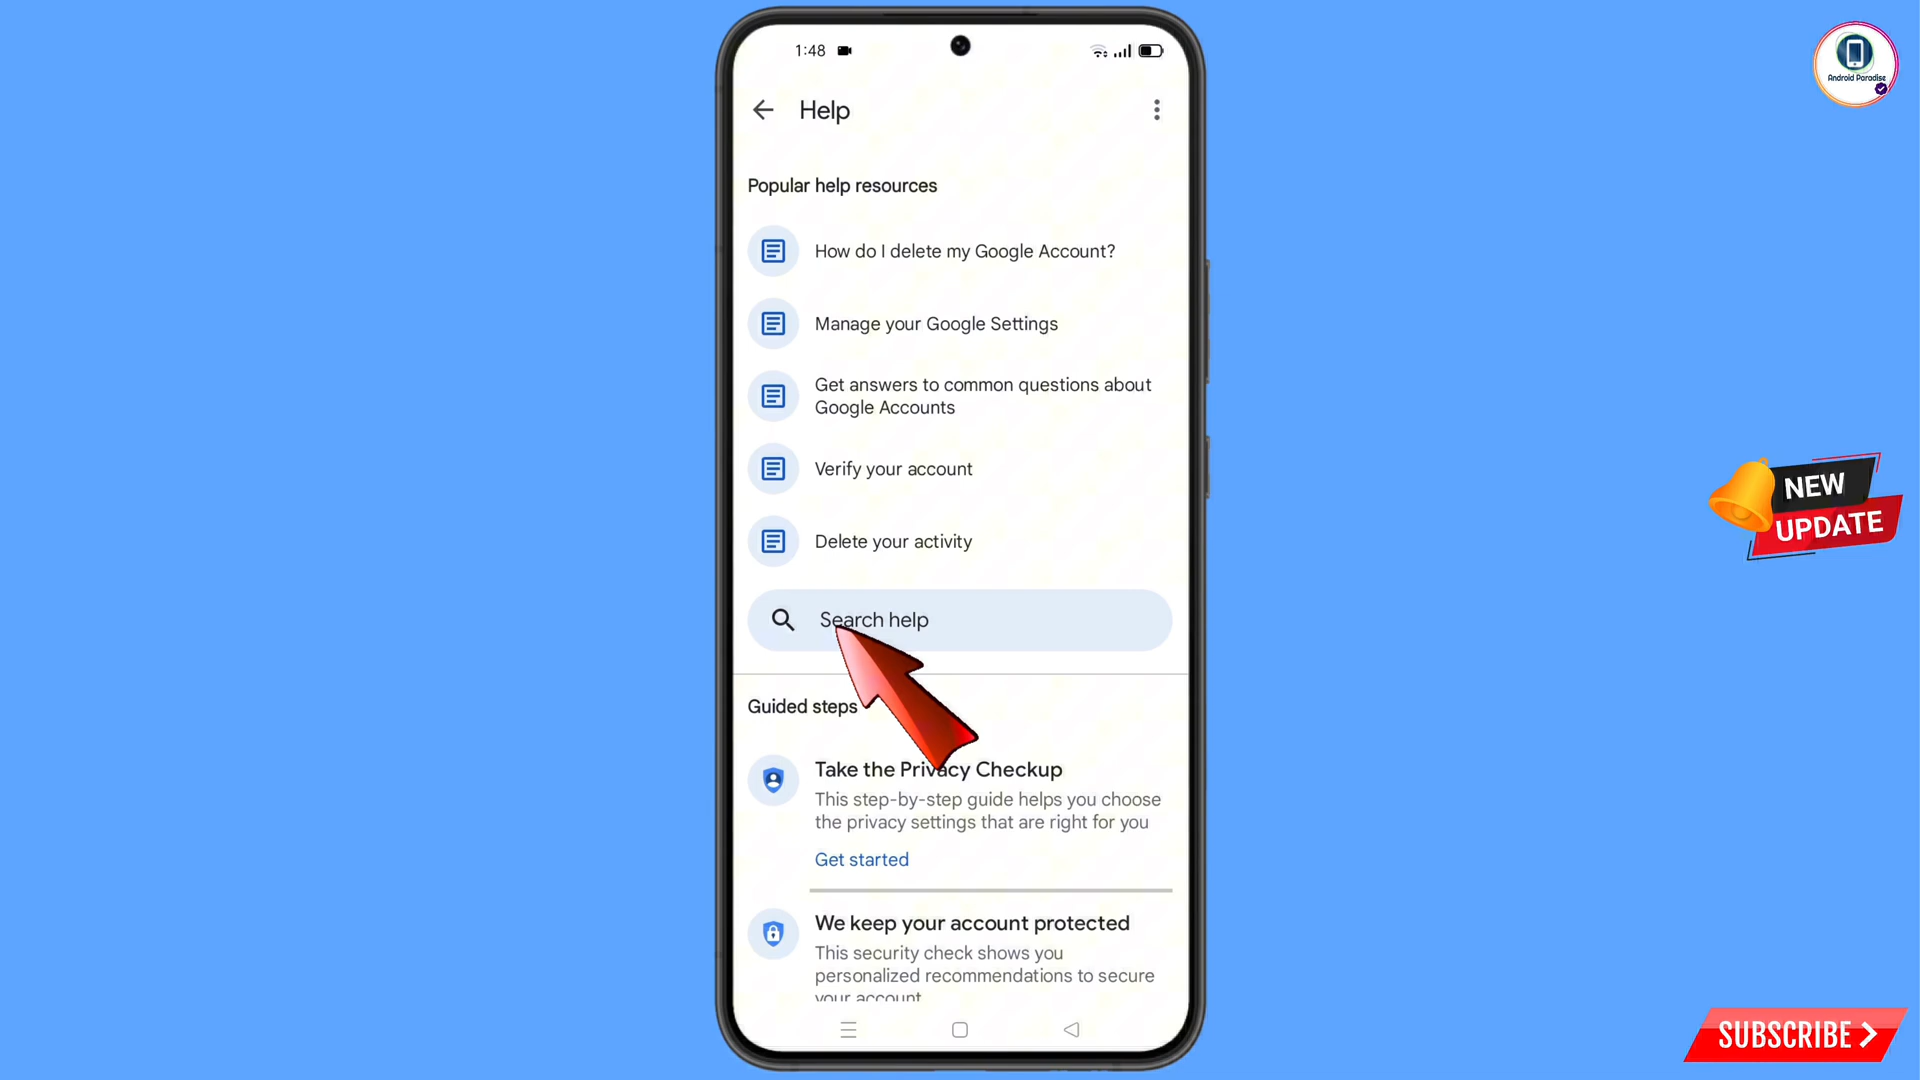 1:48
Android Paradise
Help
Popular help resources
How do I delete my Google Account?
Manage your Google Settings
Get answers to common questions about
Google Accounts
Verify your account
NEW
UPDATE
Delete your activity
Search help
Guided steps
Take the Privacy Checkup
This step-by-step guide helps you choose
the privacy settings that are right for you
Get started
We keep your account protected
This security check shows you
personalized recommendations to secure
your account
SUBSCRIBE